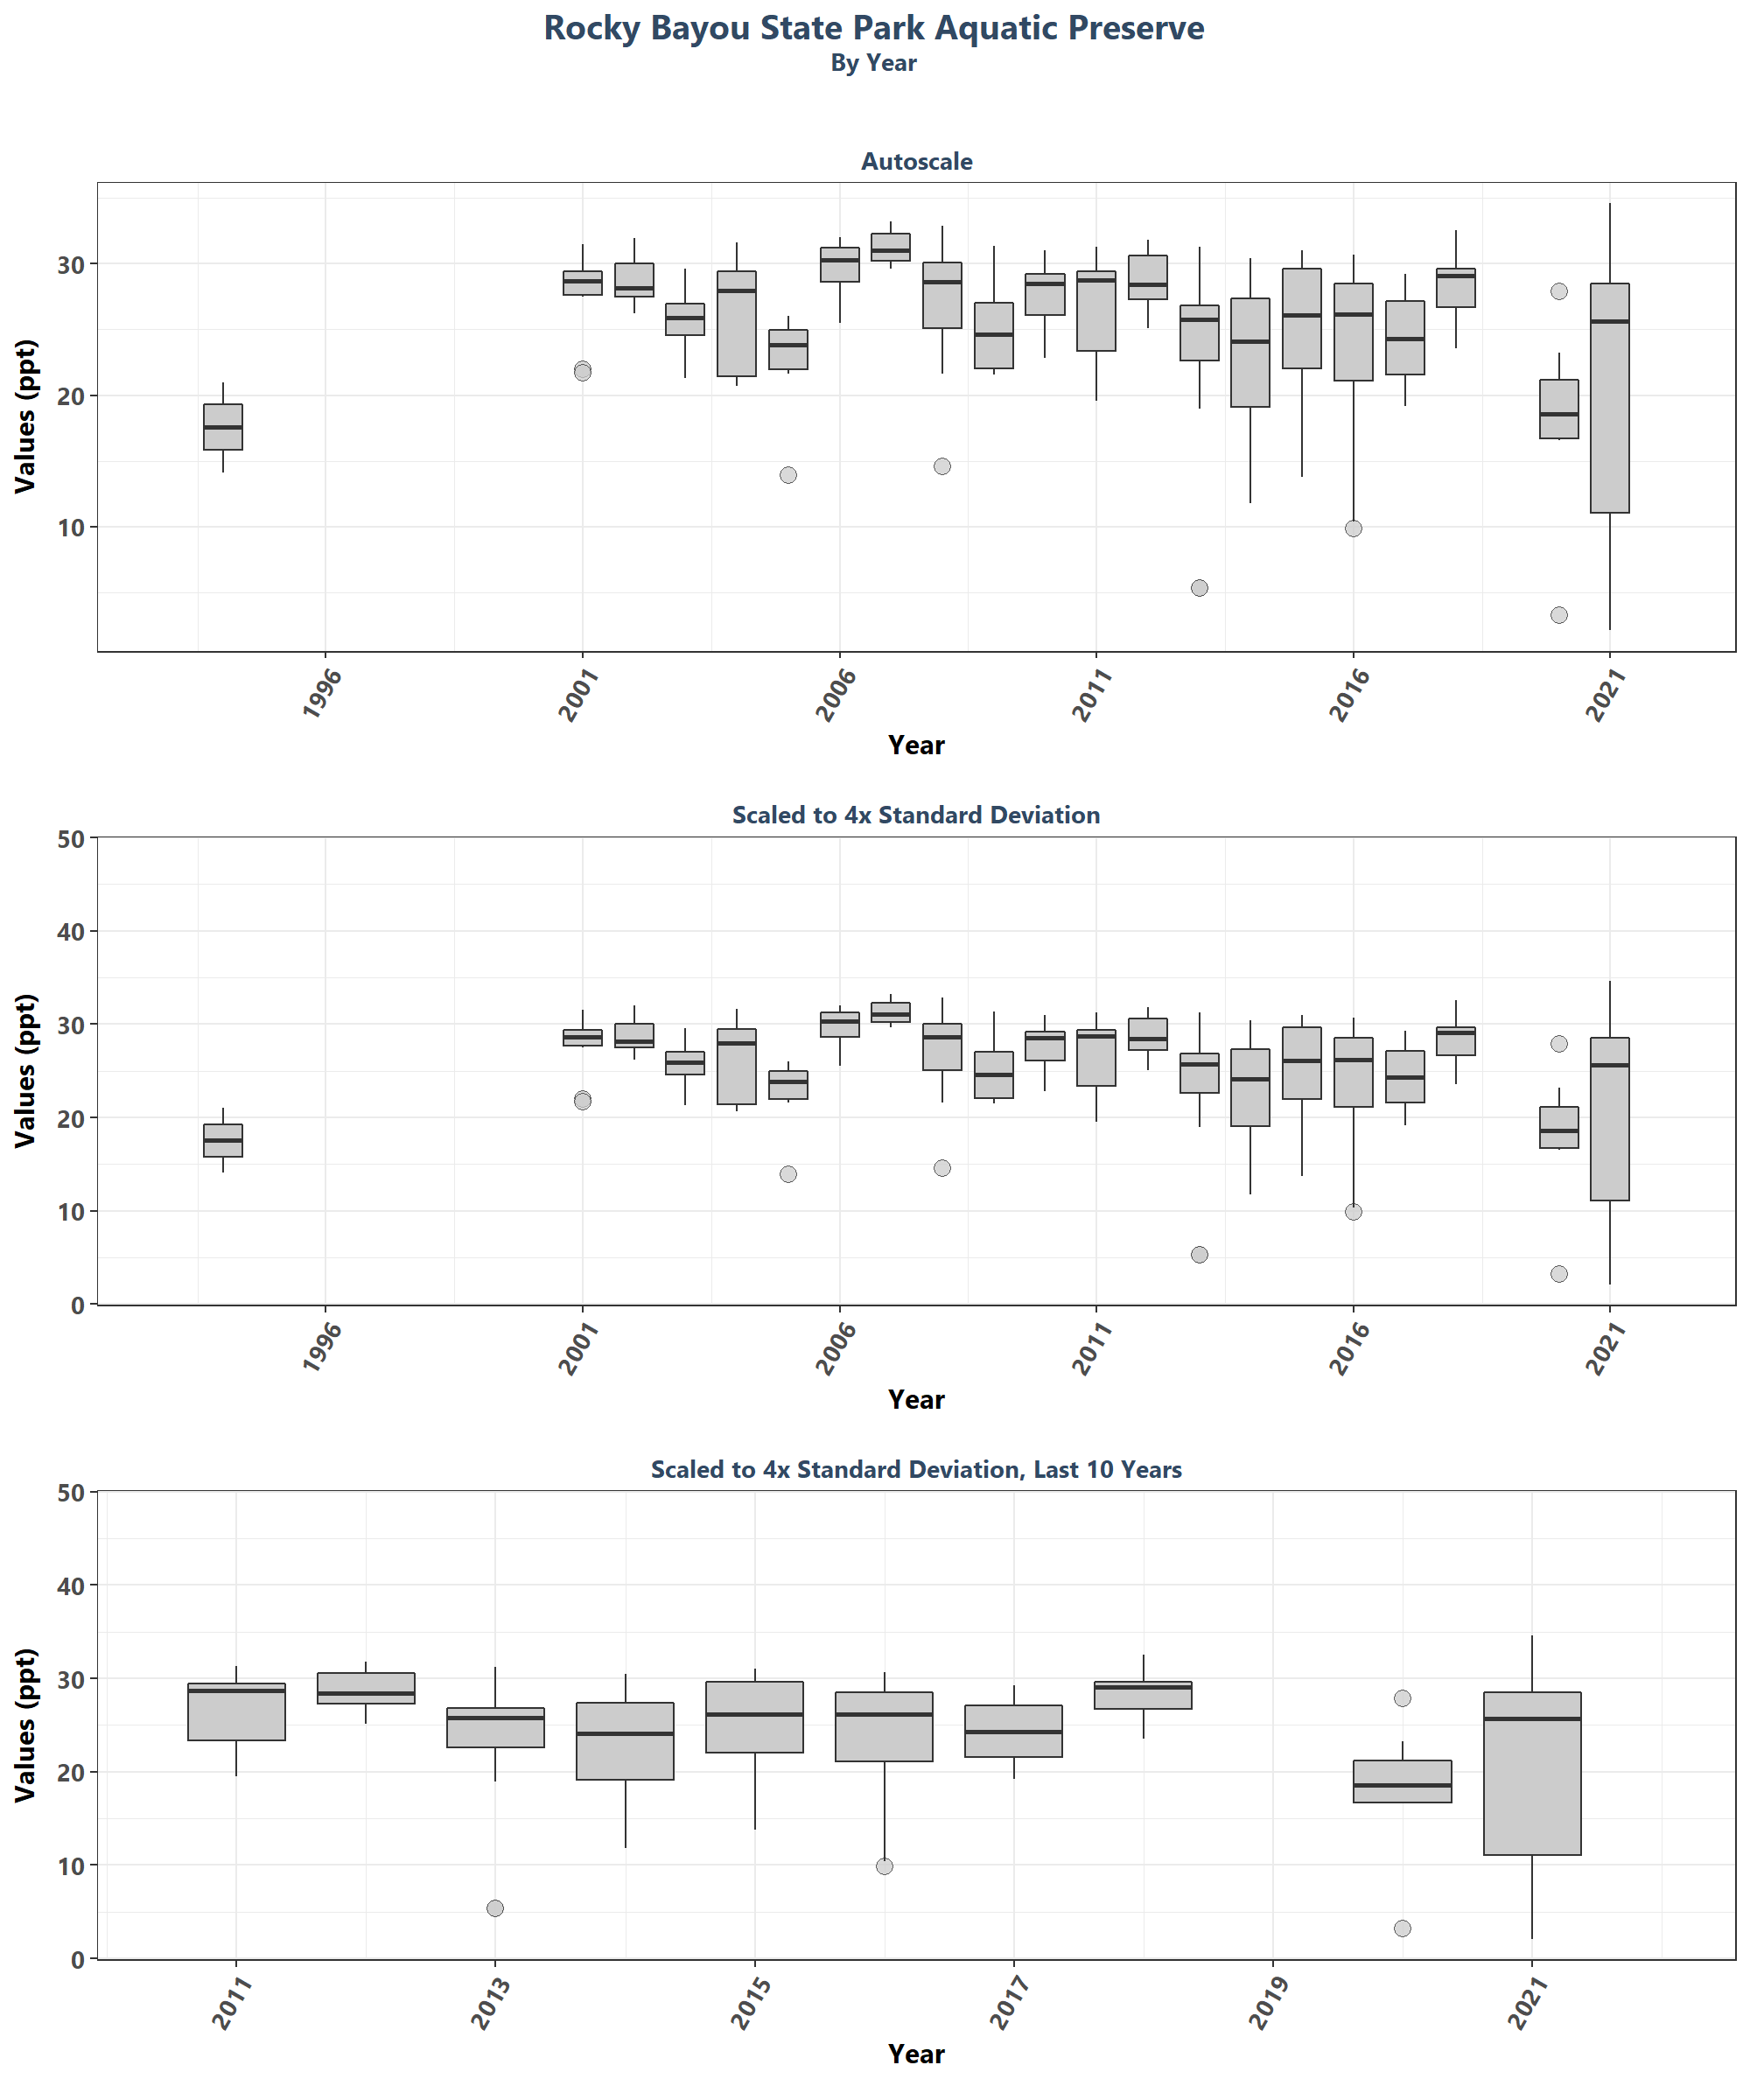 Rocky Bayou State Park Aquatic Preserve
By Year
Autoscale
Values (ppt)
30
20
10
1996 2001 2006 2011 2016 2021
Year
Scaled to 4x Standard Deviation
Values (ppt)
50
40
30
20
10
0
1996 2001 2006 2011 2016 2021
Year
Scaled to 4x Standard Deviation, Last 10 Years
Values (ppt)
50
40
30
20
10
0
2011 2013 2015 2017 2019 2021
Year